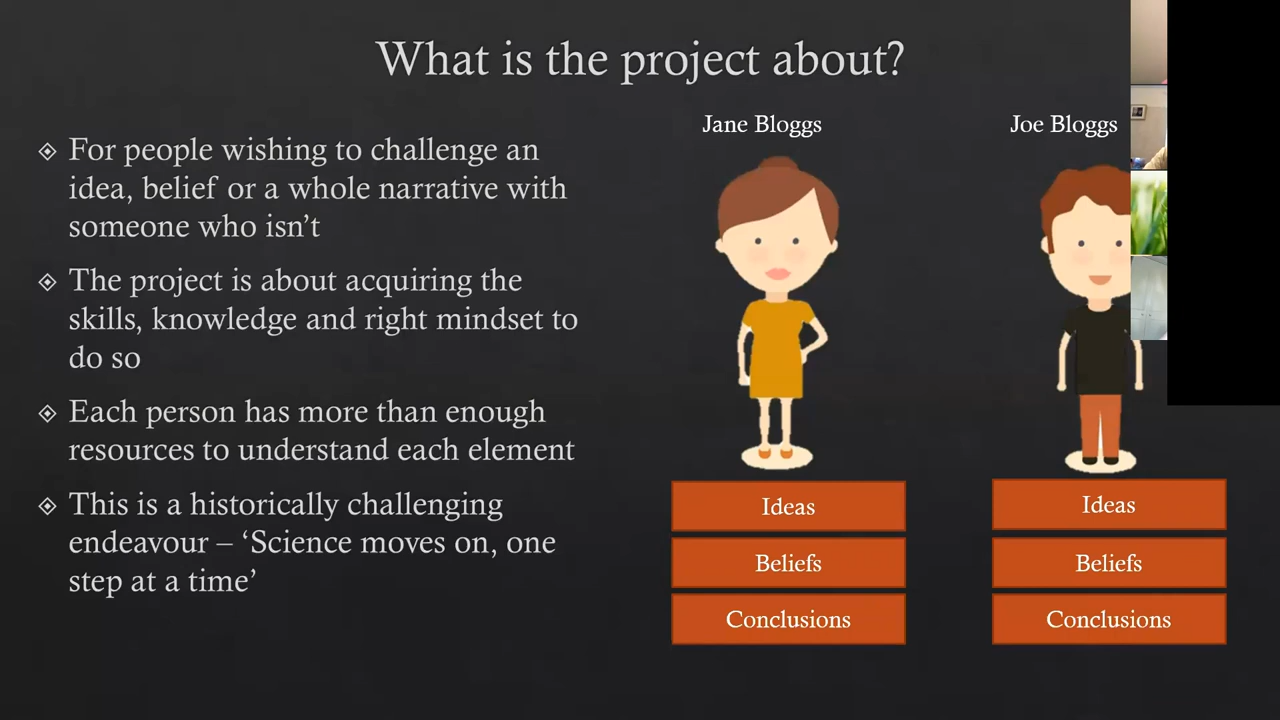 What is the project about?
For people wishing to challenge an
idea, belief or a whole narrative with
someone who isn’t
The project is about acquiring the
skills, knowledge and right mindset to
do so
Each person has more than enough
resources to understand each element
This is a historically challenging
endeavour – ‘Science moves on, one
step at a time’
Jane Bloggs
Ideas
Beliefs
Conclusions
Joe Bloggs
Ideas
Beliefs
Conclusions